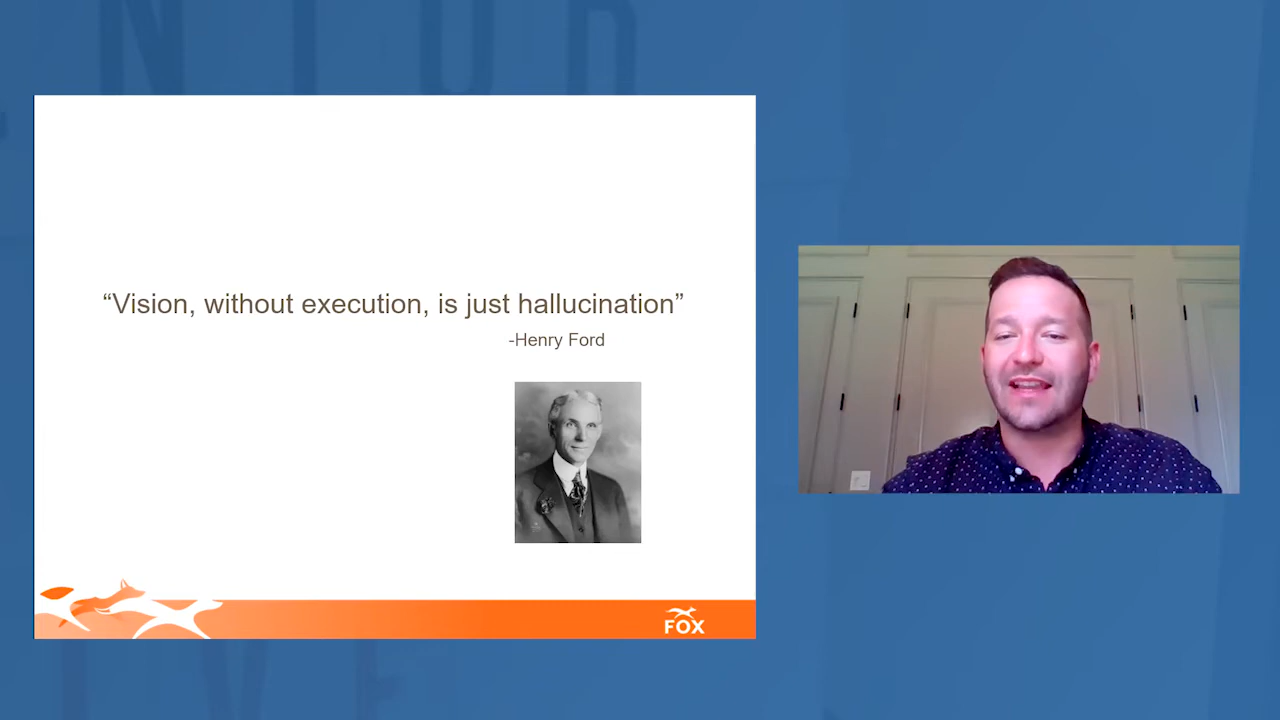 “Vision, without execution, is just hallucination”
-Henry Ford
FOX